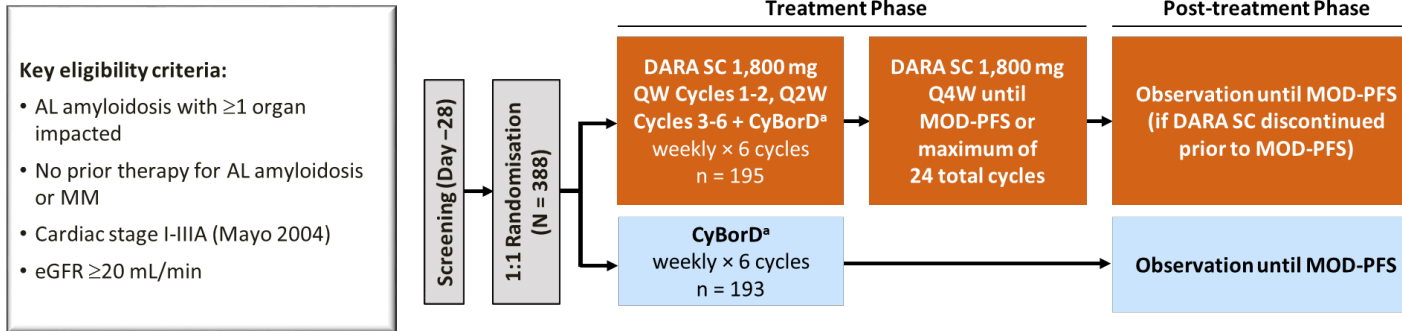 Key eligibility criteria:
• AL amyloidosis with ≥1 organ
impacted
• No prior therapy for AL amyloidosis
or MM
• Cardiac stage I-IIIA (Mayo 2004)
• eGFR ≥20 mL/min
Screening (Day –28)
1:1 Randomisation
(N = 388)
Treatment Phase
DARA SC 1,800 mg
QW Cycles 1-2, Q2W
Cycles 3-6 + CyBorDᵃ
weekly × 6 cycles
n = 195
DARA SC 1,800 mg
Q4W until
MOD-PFS or
maximum of
24 total cycles
CyBorDᵃ
weekly × 6 cycles
n = 193
Post-treatment Phase
Observation until MOD-PFS
(if DARA SC discontinued
prior to MOD-PFS)
Observation until MOD-PFS